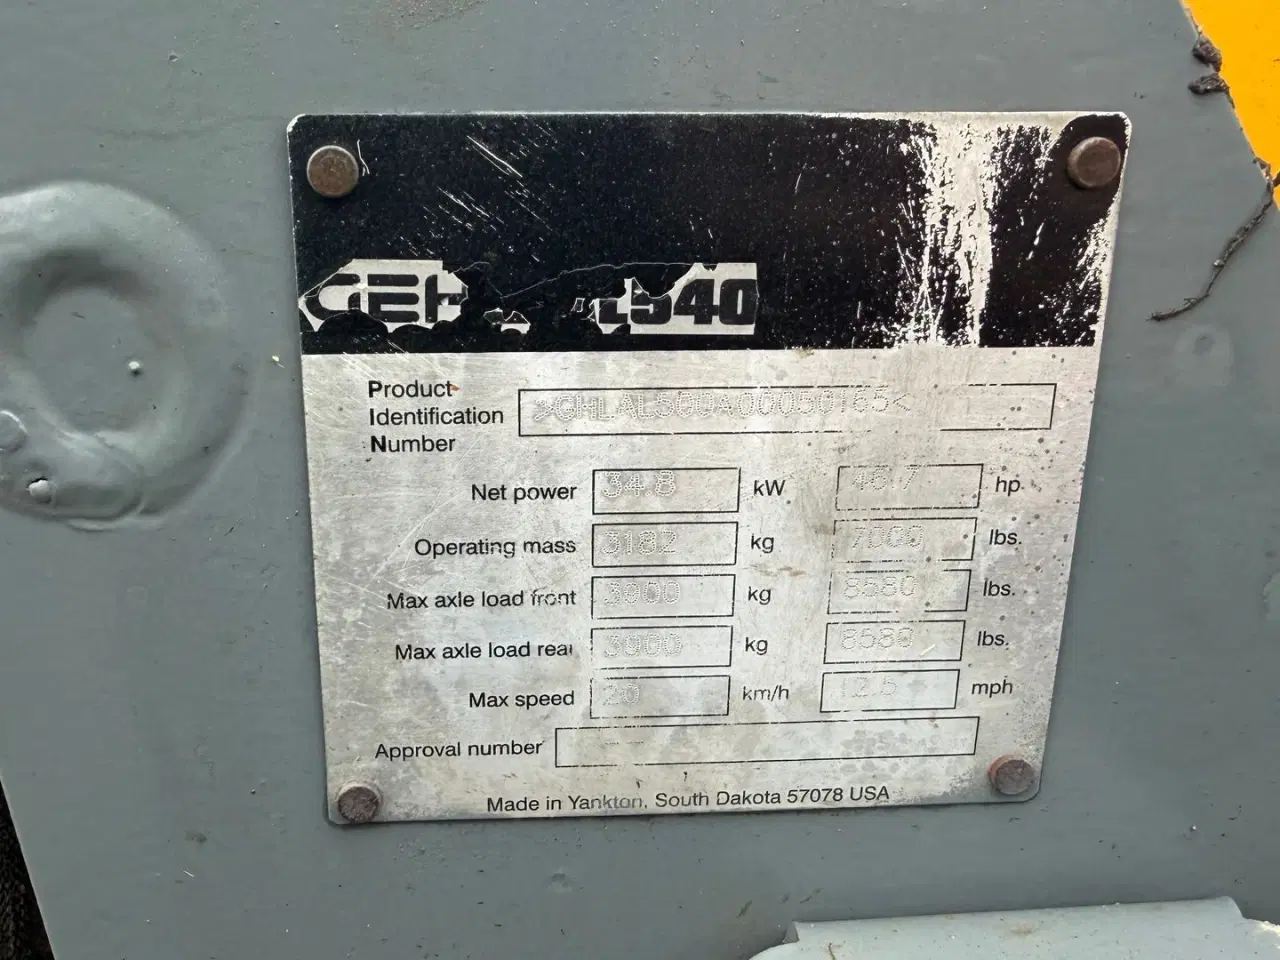 GEH L540
Product
Identification
Number
>GHLAL500A00050165<
Net power 34.8 kW 46.7 hp
Operating mass 3182 kg 7000 lbs.
Max axle load front 3900 kg 8580 lbs.
Max axle load rear 3900 kg 8580 lbs.
Max speed 20 km/h 12.5 mph
Approval number ---
Made in Yankton, South Dakota 57078 USA